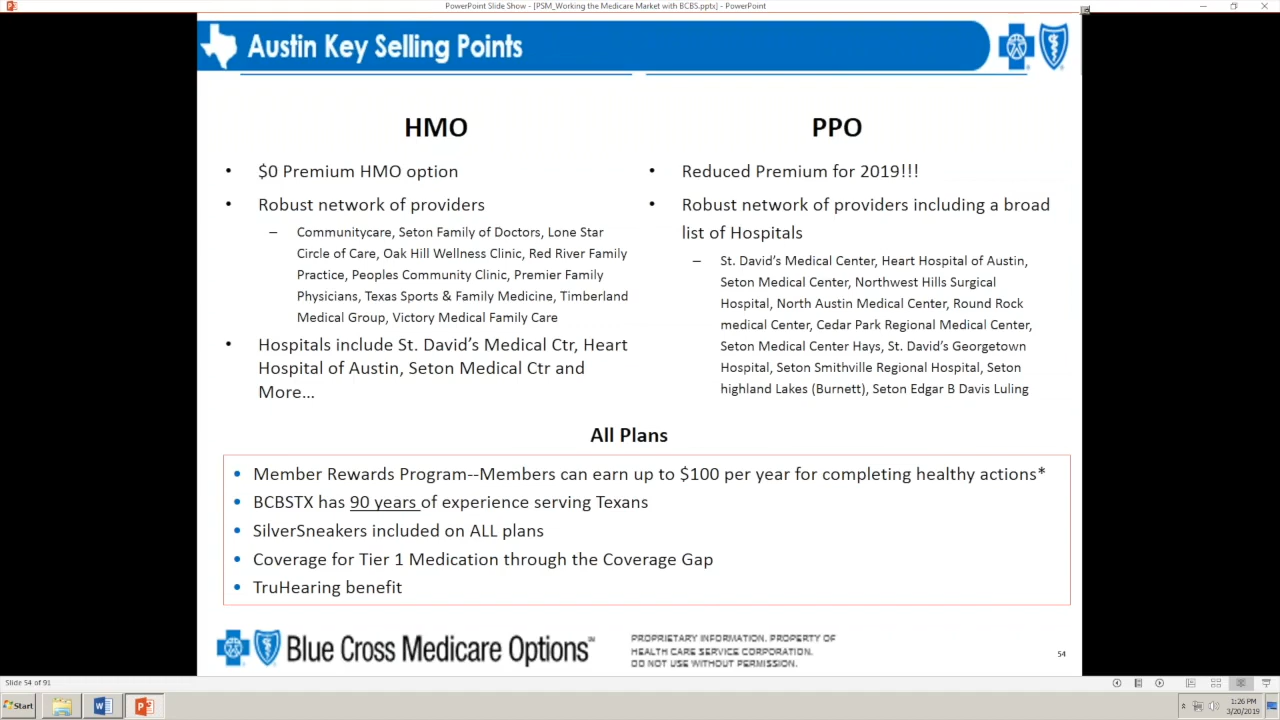 PowerPoint Slide Show - [PSM_Working the Medicare Market with BCBS.pptx] - PowerPoint
Austin Key Selling Points
HMO
• $0 Premium HMO option
• Robust network of providers
– Communitycare, Seton Family of Doctors, Lone Star
Circle of Care, Oak Hill Wellness Clinic, Red River Family
Practice, Peoples Community Clinic, Premier Family
Physicians, Texas Sports & Family Medicine, Timberland
Medical Group, Victory Medical Family Care
• Hospitals include St. David's Medical Ctr, Heart
Hospital of Austin, Seton Medical Ctr and
More…
PPO
• Reduced Premium for 2019!!!
• Robust network of providers including a broad
list of Hospitals
– St. David's Medical Center, Heart Hospital of Austin,
Seton Medical Center, Northwest Hills Surgical
Hospital, North Austin Medical Center, Round Rock
medical Center, Cedar Park Regional Medical Center,
Seton Medical Center Hays, St. David's Georgetown
Hospital, Seton Smithville Regional Hospital, Seton
highland Lakes (Burnett), Seton Edgar B Davis Luling
All Plans
• Member Rewards Program--Members can earn up to $100 per year for completing healthy actions*
• BCBSTX has 90 years of experience serving Texans
• SilverSneakers included on ALL plans
• Coverage for Tier 1 Medication through the Coverage Gap
• TruHearing benefit
Blue Cross Medicare Options℠
PROPRIETARY INFORMATION. PROPERTY OF
HEALTH CARE SERVICE CORPORATION.
DO NOT USE WITHOUT PERMISSION.
54
Slide 54 of 91
Start
1:26 PM
3/20/2019